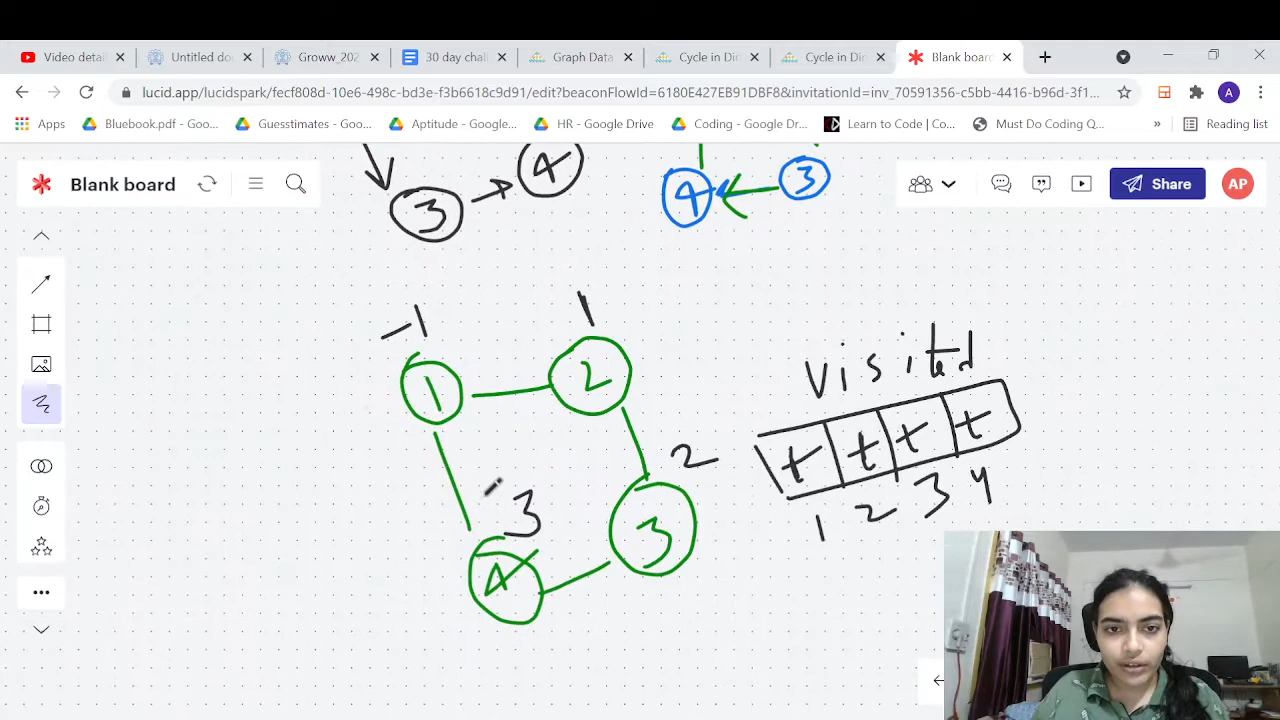 Video detail
Untitled do
Groww_202
30 day chall
Graph Data
Cycle in Dir
Cycle in Dir
Blank board
lucid.app/lucidspark/fecf808d-10e6-498c-bd3e-f3b6618c9d97/edit?beaconFlowId=6180E427EB91DBF8&invitationId=inv_70591356-c5bb-4416-b96d-3f1...
A
Apps
Bluebook.pdf - Goo...
Guesstimates - Goo...
Aptitude - Google...
HR - Google Drive
Coding - Google Dr...
Learn to Code | Co...
Must Do Coding Q...
»
Reading list
Blank board
Share
AP
4
3
4
3
-1
1
1
2
visited
t t t t
2
1 2 3 4
3
3
4